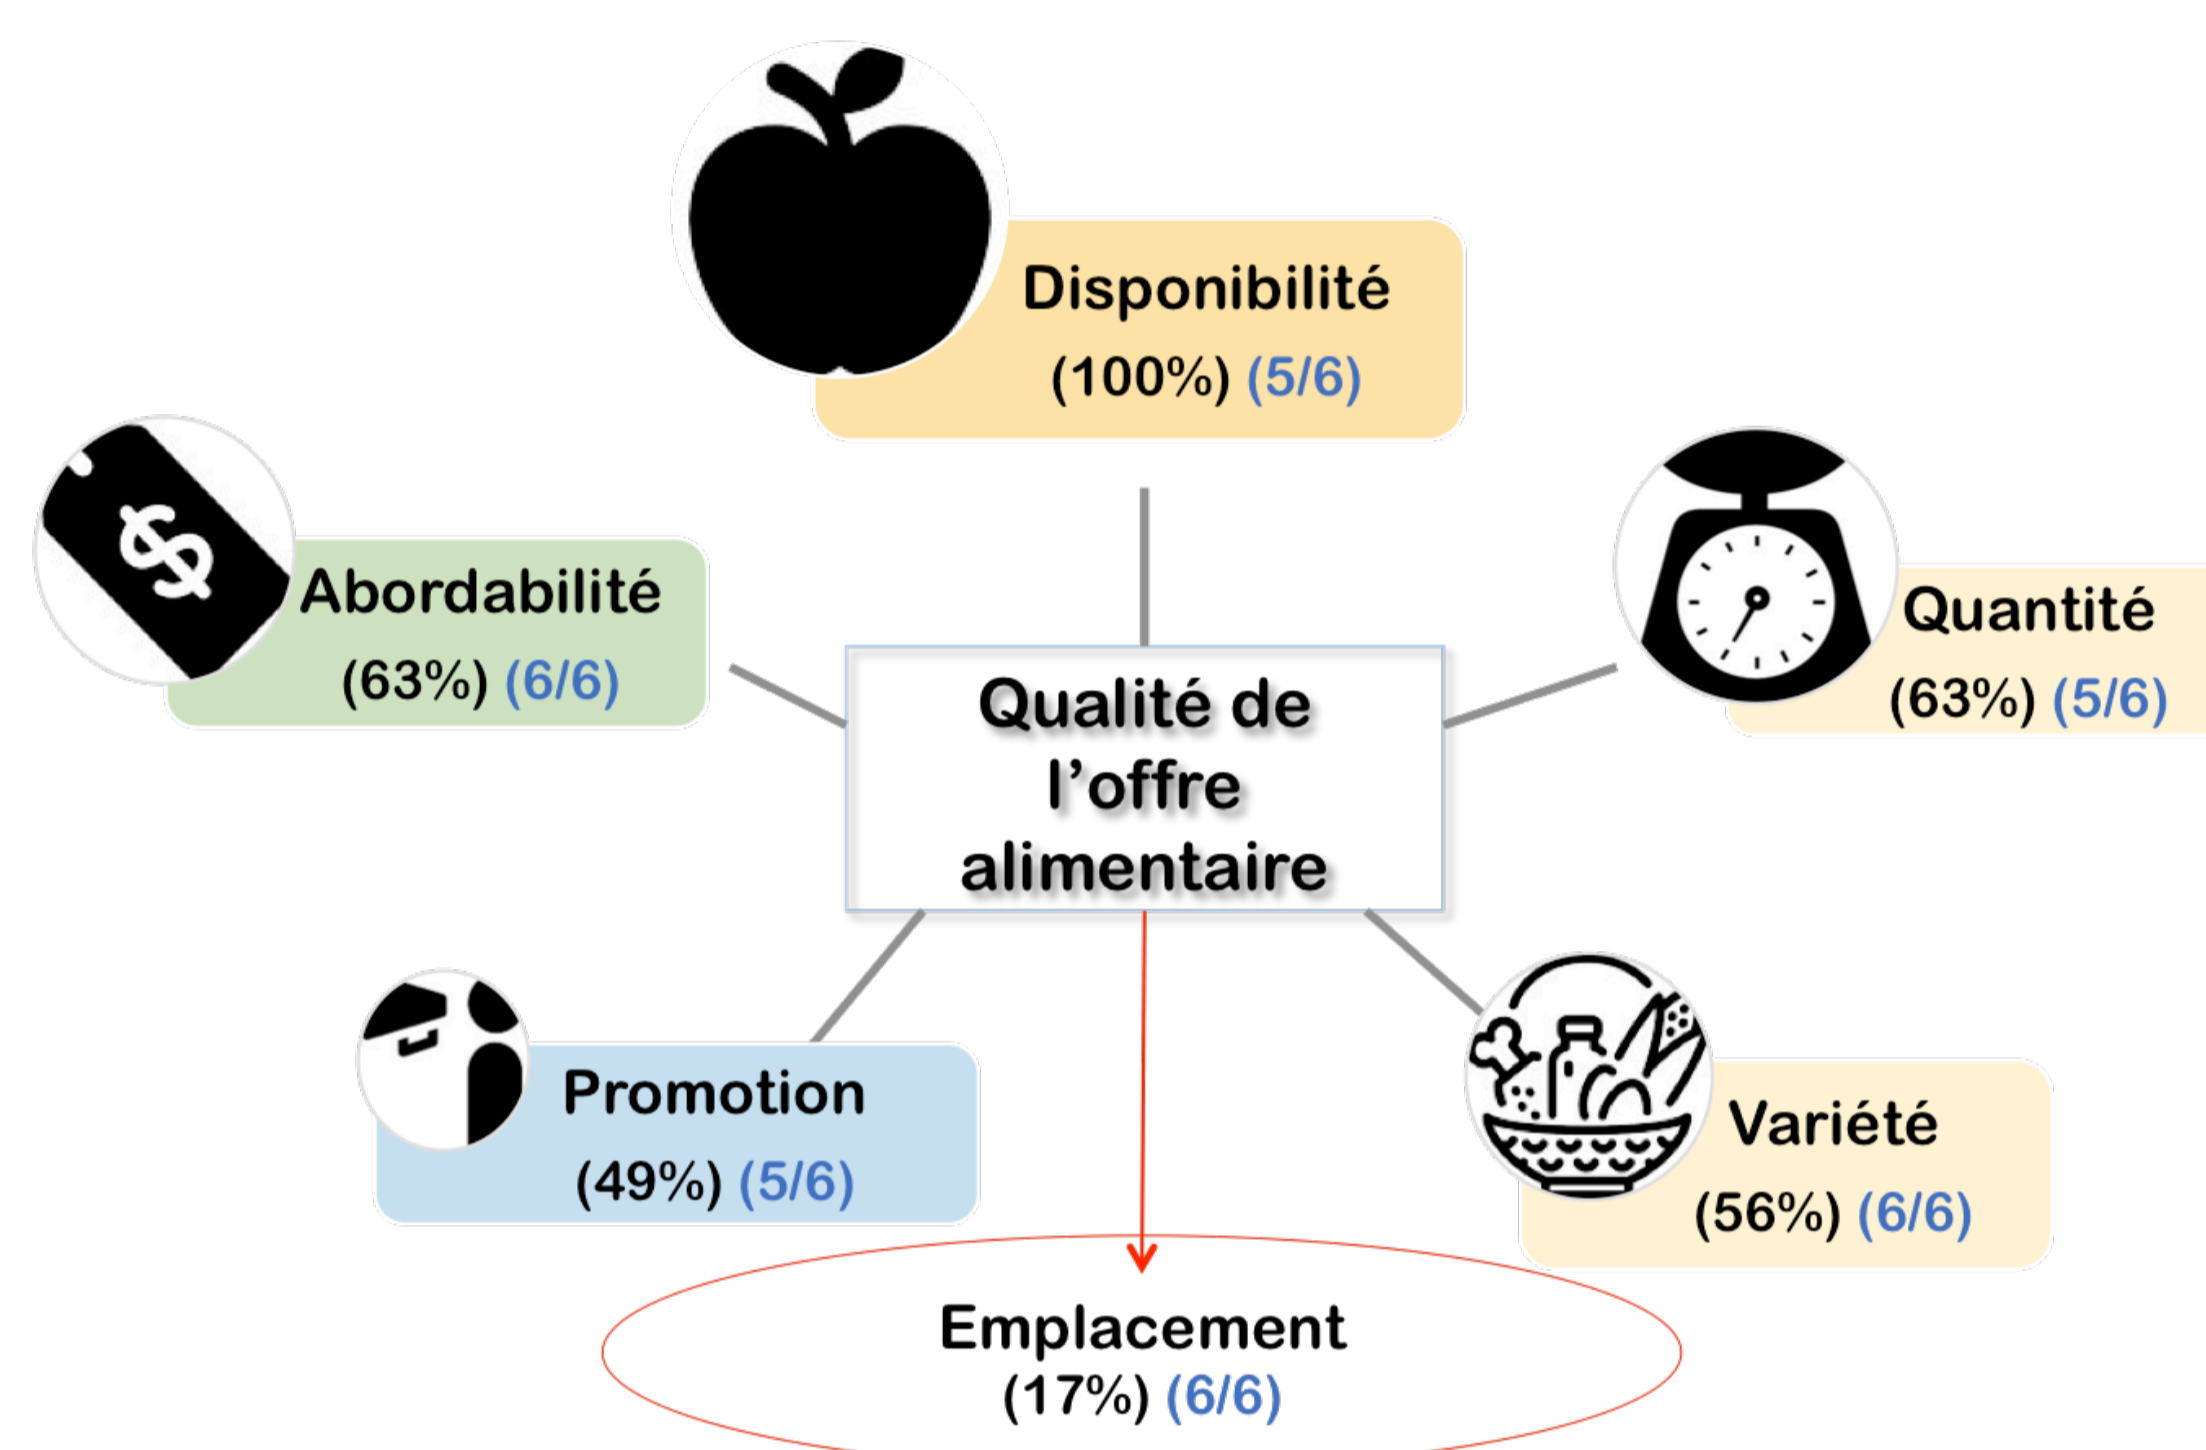 Disponibilité
(100%) (5/6)
Abordabilité
(63%) (6/6)
Quantité
(63%) (5/6)
Qualité de
l’offre
alimentaire
Promotion
(49%) (5/6)
Variété
(56%) (6/6)
Emplacement
(17%) (6/6)